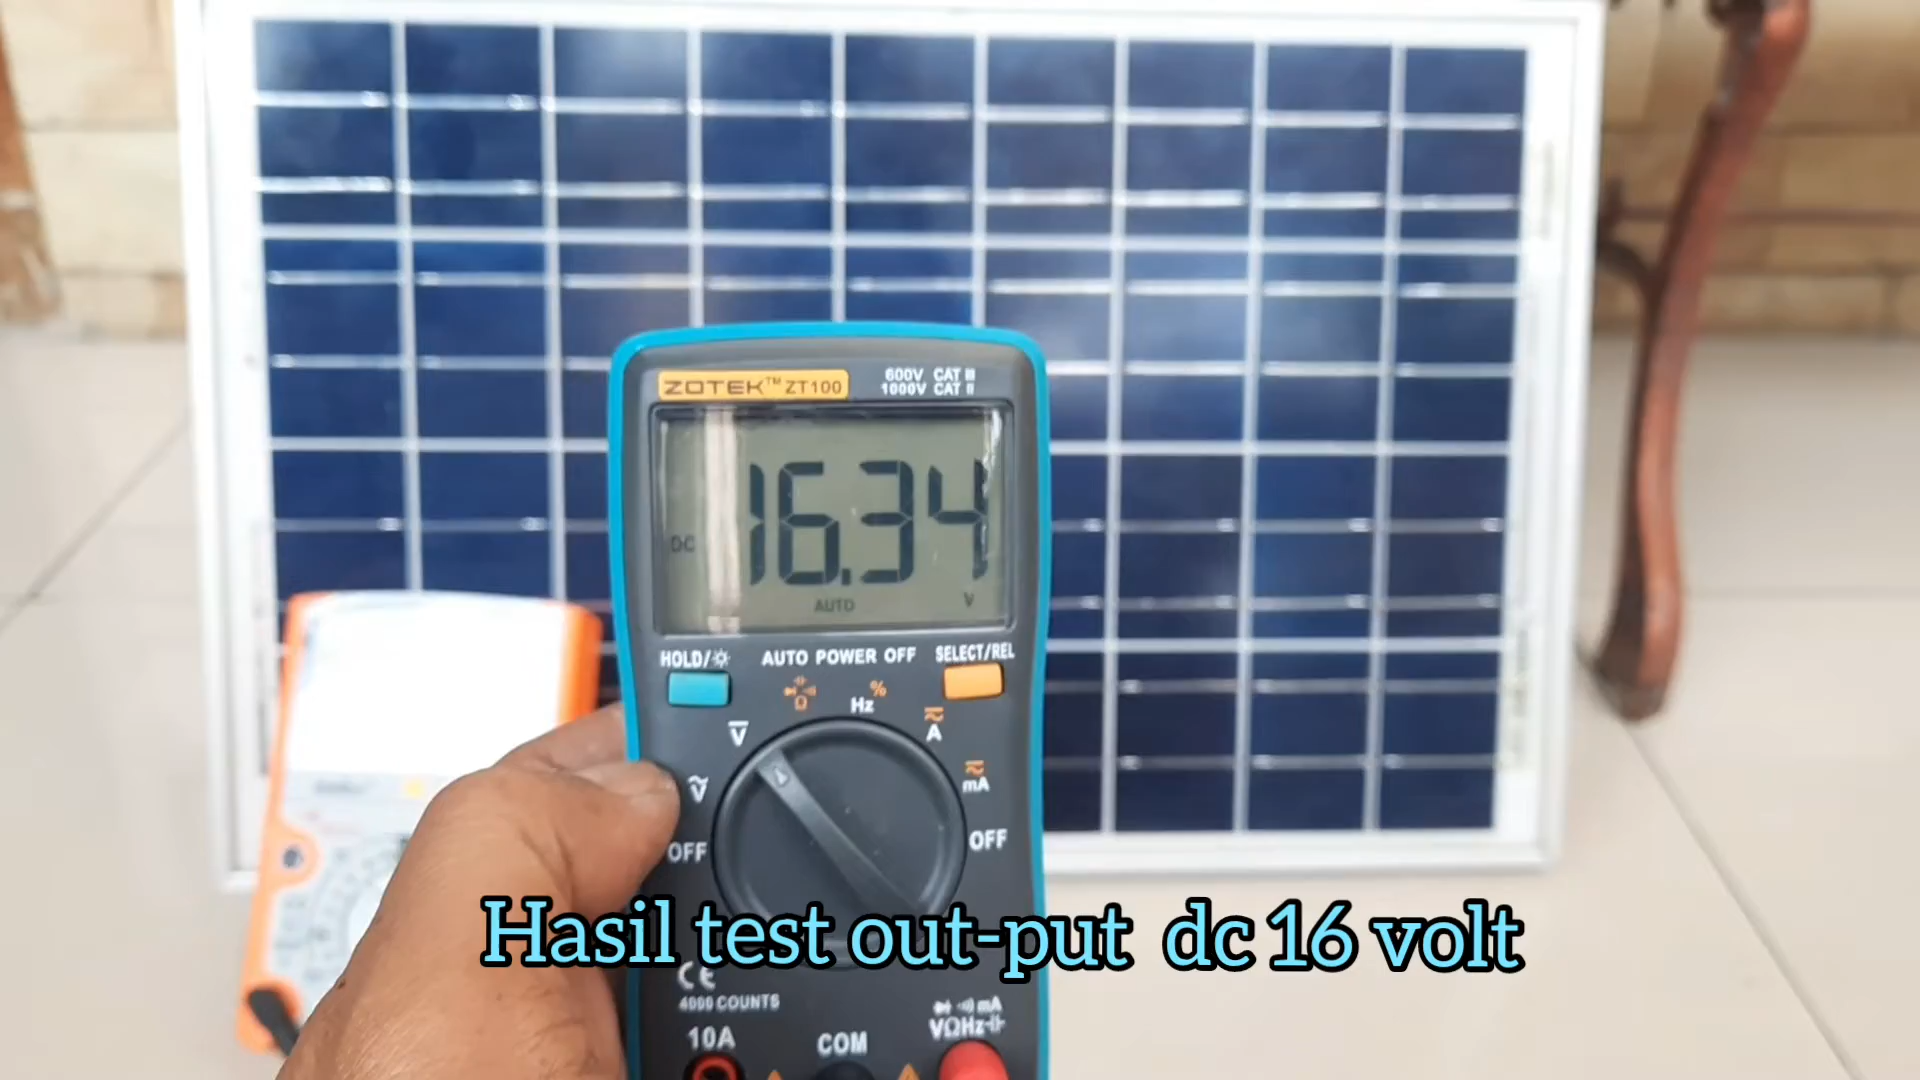 ZOTEK™ ZT100
600V CAT III
1000V CAT II
16.34
DC
AUTO
V
HOLD/
AUTO POWER OFF
SELECT/REL
Ω
Hz
%
V
A
V
mA
OFF
OFF
Hasil test out-put dc 16 volt
CE
4000 COUNTS
10A
COM
mA
VΩHz